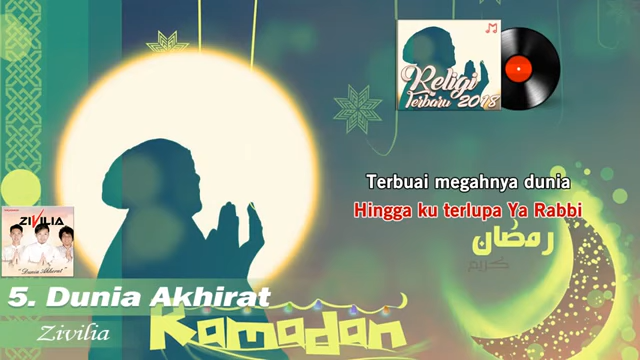 Religi
Terbaru 2018
Terbuai megahnya dunia
Hingga ku terlupa Ya Rabbi
رمضان
كريم
ZIVILIA
"Dunia Akhirat"
5. Dunia Akhirat
Zivilia
Ramadan